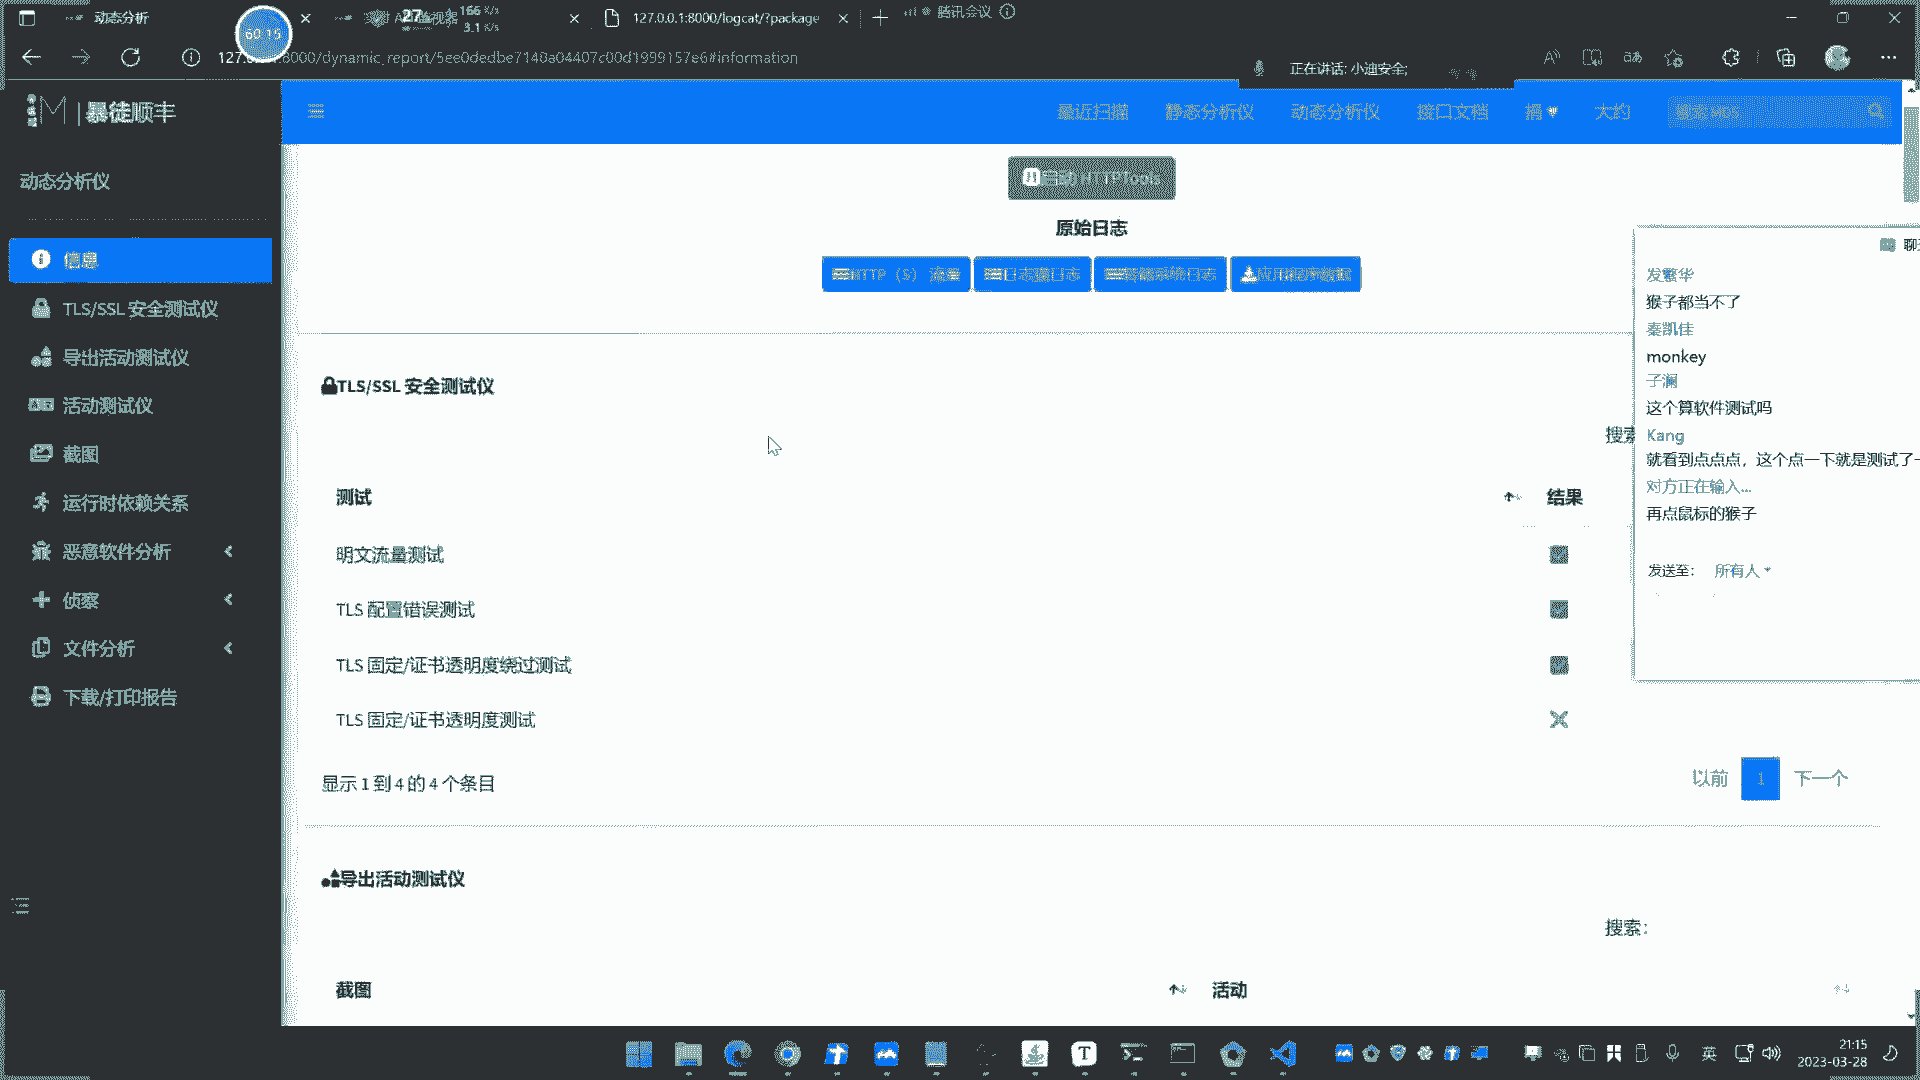 动态分析
60:15
27
166 K/s
3.1 K/s
127.0.0.1:8000/logcat/?package
腾讯会议
:8000/dynamic_report/5ee0dedbe7140a04407c00d1999157e6#information
正在讲话: 小迪安全;
暴徒顺丰
最近扫描
静态分析仪
动态分析仪
接口文档
捐
大约
动态分析仪
信息
TLS/SSL 安全测试仪
导出活动测试仪
活动测试仪
截图
运行时依赖关系
恶意软件分析
侦察
文件分析
下载/打印报告
启动 HTTPTools
原始日志
HTTP（S）流量
日志猫日志
应用程序数据
TLS/SSL 安全测试仪
搜索
测试
结果
明文流量测试
TLS 配置错误测试
TLS 固定/证书透明度绕过测试
TLS 固定/证书透明度测试
显示 1 到 4 的 4 个条目
以前
1
下一个
导出活动测试仪
搜索:
截图
活动
聊
发繁华
猴子都当不了
秦凯佳
monkey
子澜
这个算软件测试吗
Kang
就看到点点点，这个点一下就是测试了
对方正在输入...
再点鼠标的猴子
发送至:
所有人
英
21:15
2023-03-28